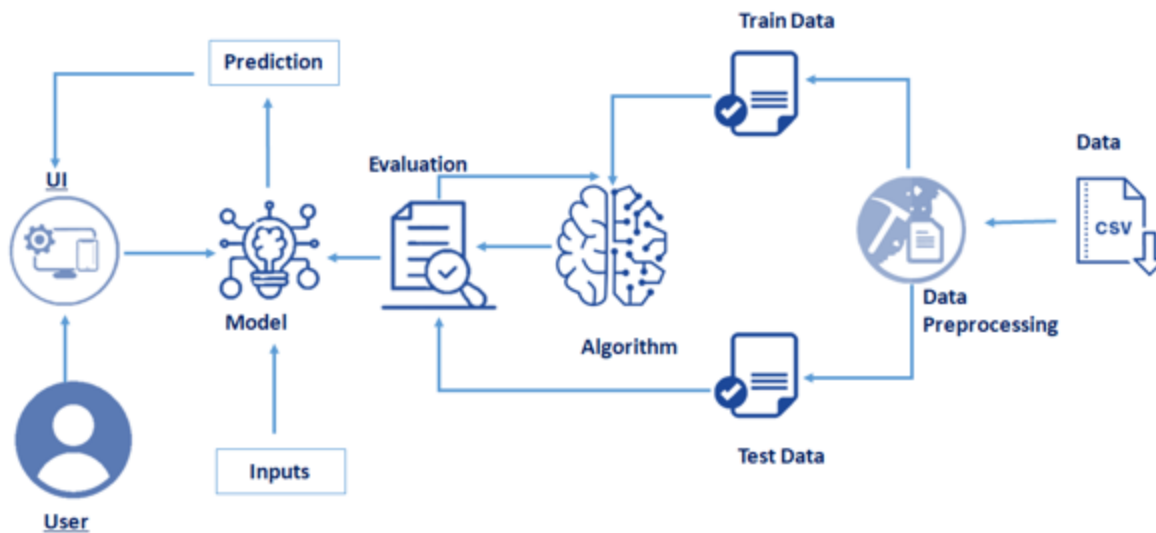 Train Data
Prediction
Data
Evaluation
UI
CSV
Data
Preprocessing
Model
Algorithm
Test Data
Inputs
User